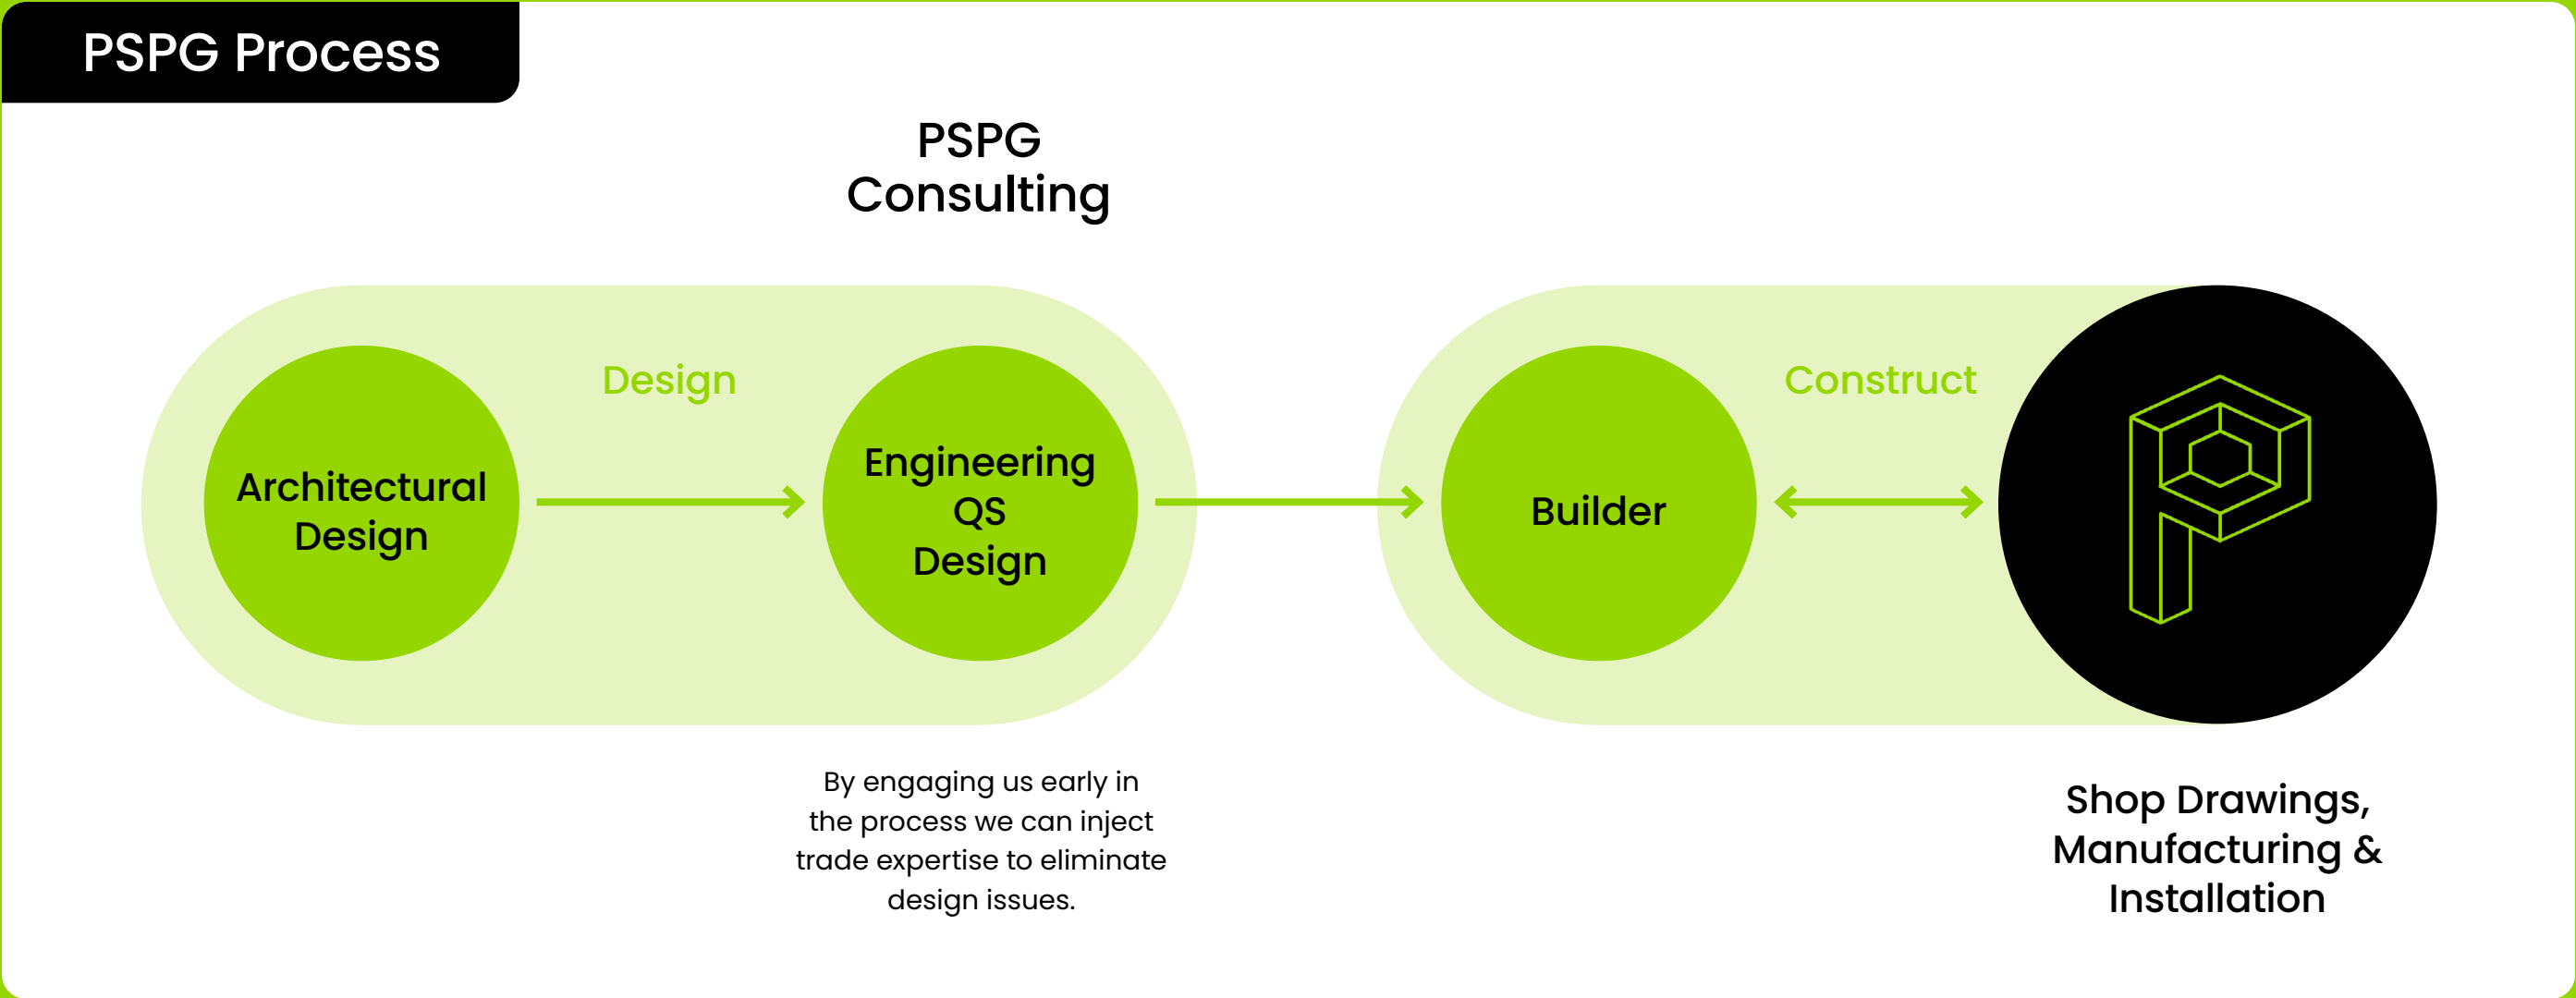 PSPG Process
PSPG
Consulting
Design
Architectural
Design
Engineering
QS
Design
Construct
Builder
By engaging us early in
the process we can inject
trade expertise to eliminate
design issues.
Shop Drawings,
Manufacturing &
Installation